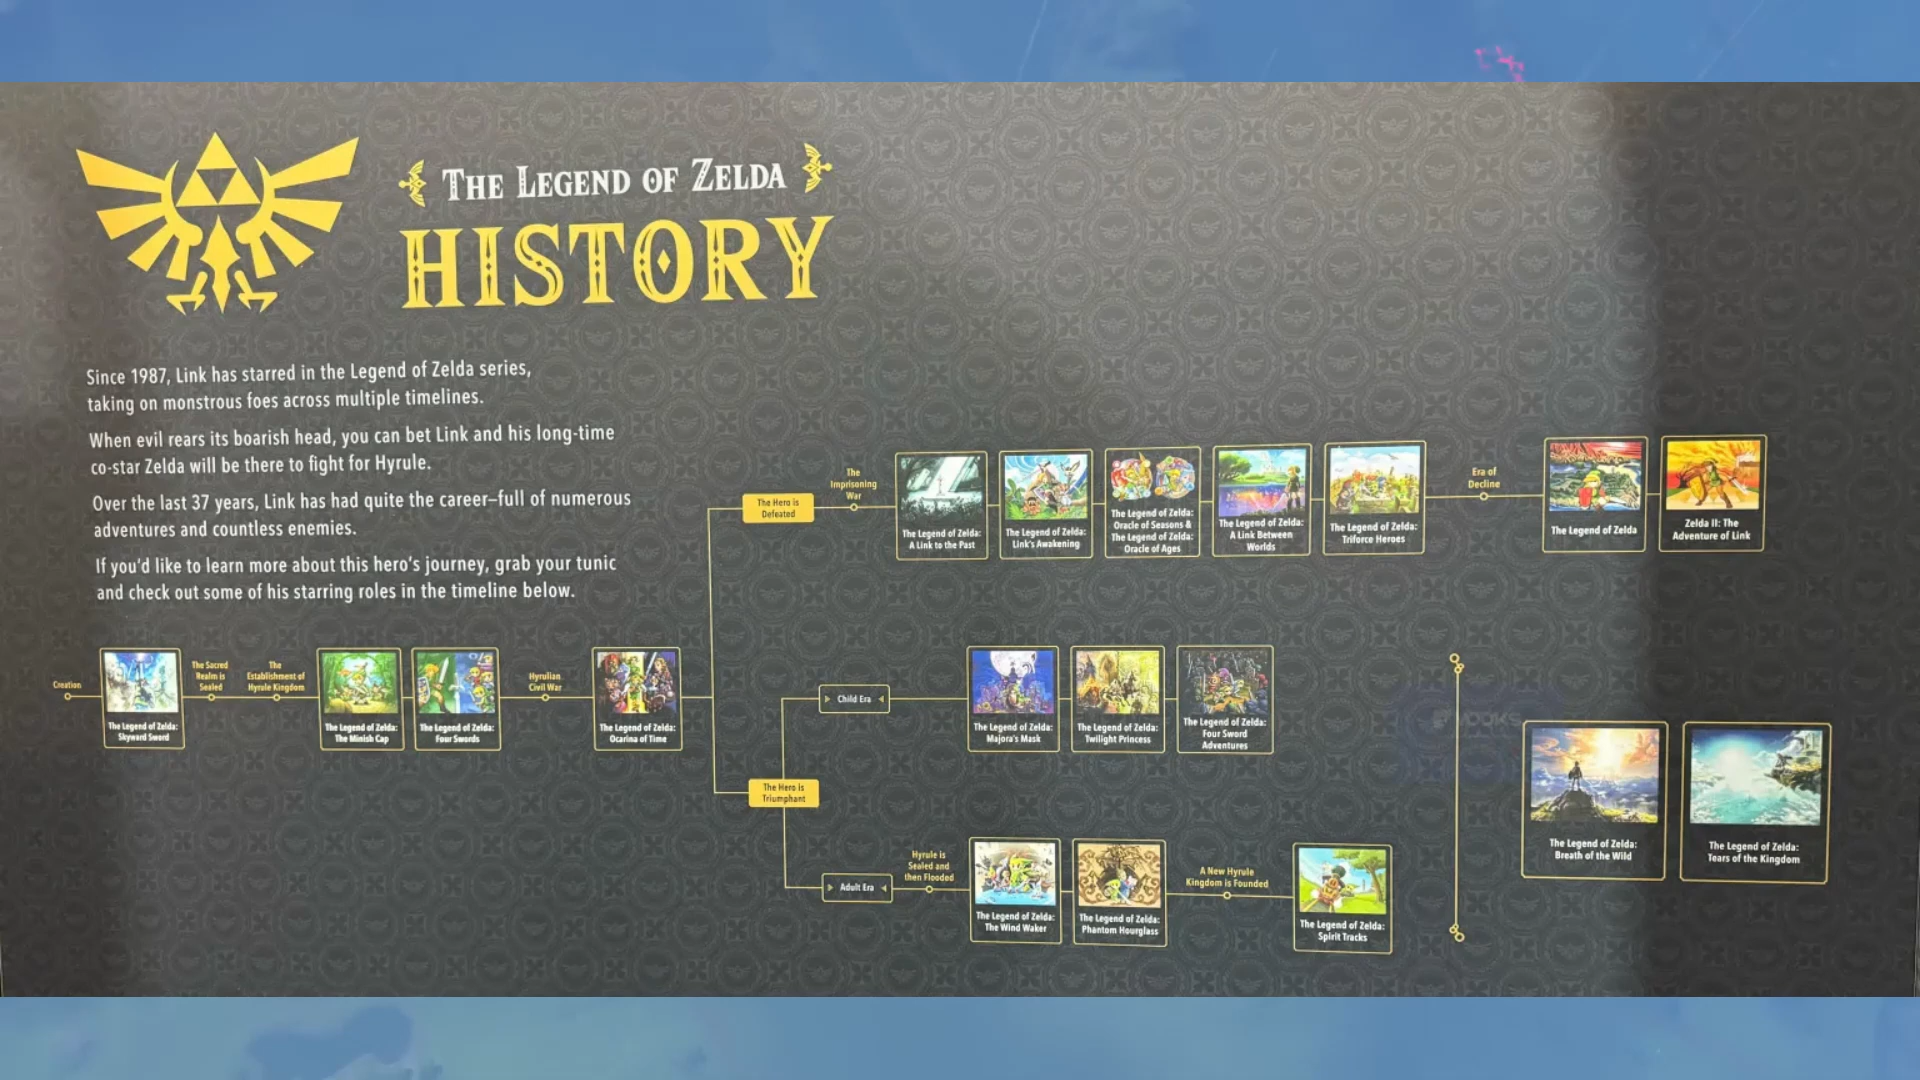 THE LEGEND OF ZELDA
HISTORY
Since 1987, Link has starred in the Legend of Zelda series,
taking on monstrous foes across multiple timelines.
When evil rears its boarish head, you can bet Link and his long-time
co-star Zelda will be there to fight for Hyrule.
Over the last 37 years, Link has had quite the career–full of numerous
adventures and countless enemies.
If you'd like to learn more about this hero's journey, grab your tunic
and check out some of his starring roles in the timeline below.
Creation
The Legend of Zelda:
Skyward Sword
The Sacred
Realm is
Sealed
The
Establishment of
Hyrule Kingdom
The Legend of Zelda:
The Minish Cap
The Legend of Zelda:
Four Swords
Hyrulian
Civil War
The Legend of Zelda:
Ocarina of Time
The Hero is
Defeated
The
Imprisoning
War
The Legend of Zelda:
A Link to the Past
The Legend of Zelda:
Link's Awakening
The Legend of Zelda:
Oracle of Seasons &
The Legend of Zelda:
Oracle of Ages
The Legend of Zelda:
A Link Between
Worlds
The Legend of Zelda:
Triforce Heroes
Era of
Decline
The Legend of Zelda
Zelda II: The
Adventure of Link
The Hero is
Triumphant
Child Era
The Legend of Zelda:
Majora's Mask
The Legend of Zelda:
Twilight Princess
The Legend of Zelda:
Four Sword
Adventures
Adult Era
Hyrule is
Sealed and
then Flooded
The Legend of Zelda:
The Wind Waker
The Legend of Zelda:
Phantom Hourglass
A New Hyrule
Kingdom is Founded
The Legend of Zelda:
Spirit Tracks
VOOKS
The Legend of Zelda:
Breath of the Wild
The Legend of Zelda:
Tears of the Kingdom